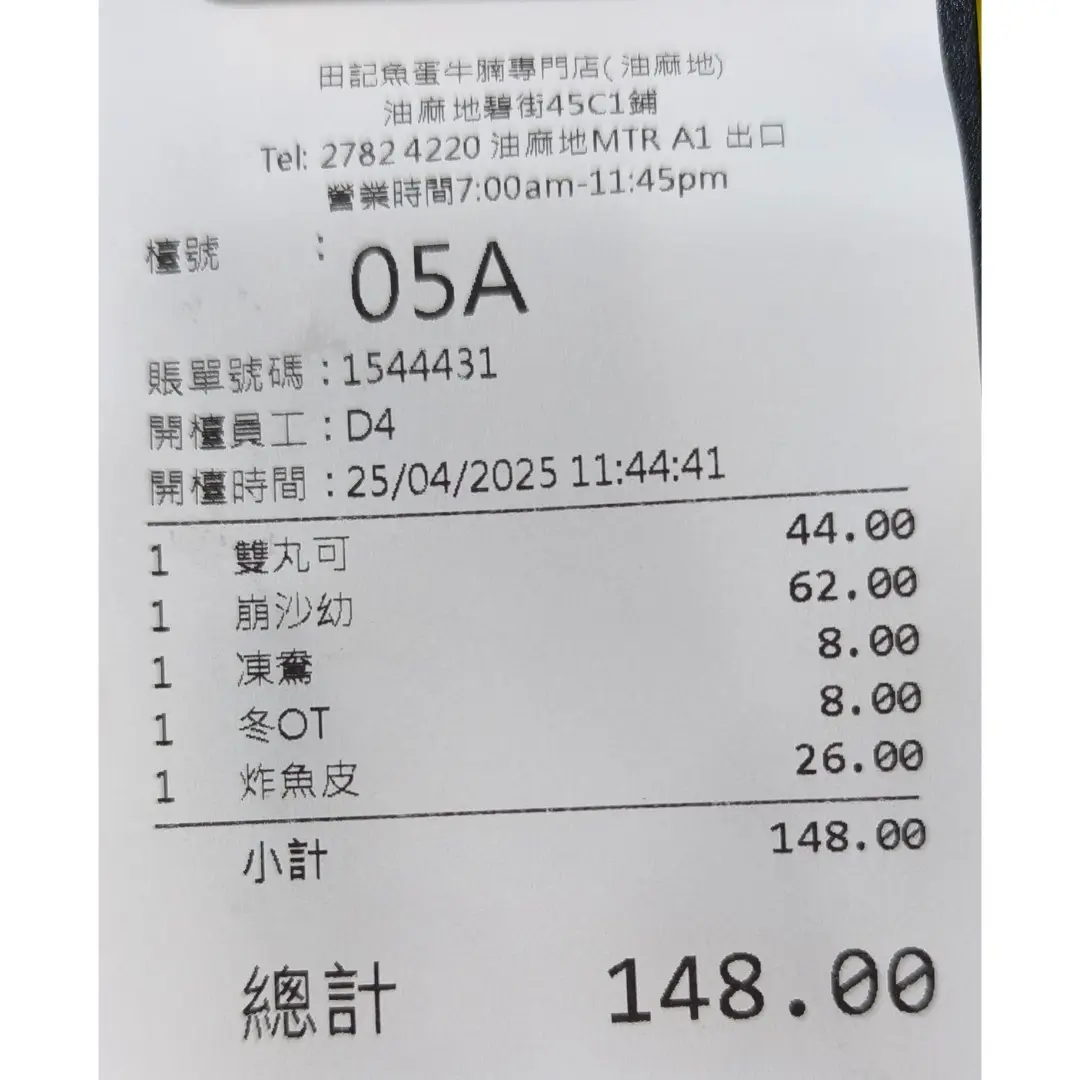 田記魚蛋牛腩專門店(油麻地)
油麻地碧街45C1鋪
Tel: 2782 4220 油麻地MTR A1 出口
營業時間7:00am-11:45pm
檯號 : 05A
賬單號碼 : 1544431
開檯員工 : D4
開檯時間 : 25/04/2025 11:44:41
1 雙丸可 44.00
1 崩沙幼 62.00
1 凍鴦 8.00
1 冬OT 8.00
1 炸魚皮 26.00
小計 148.00
總計 148.00